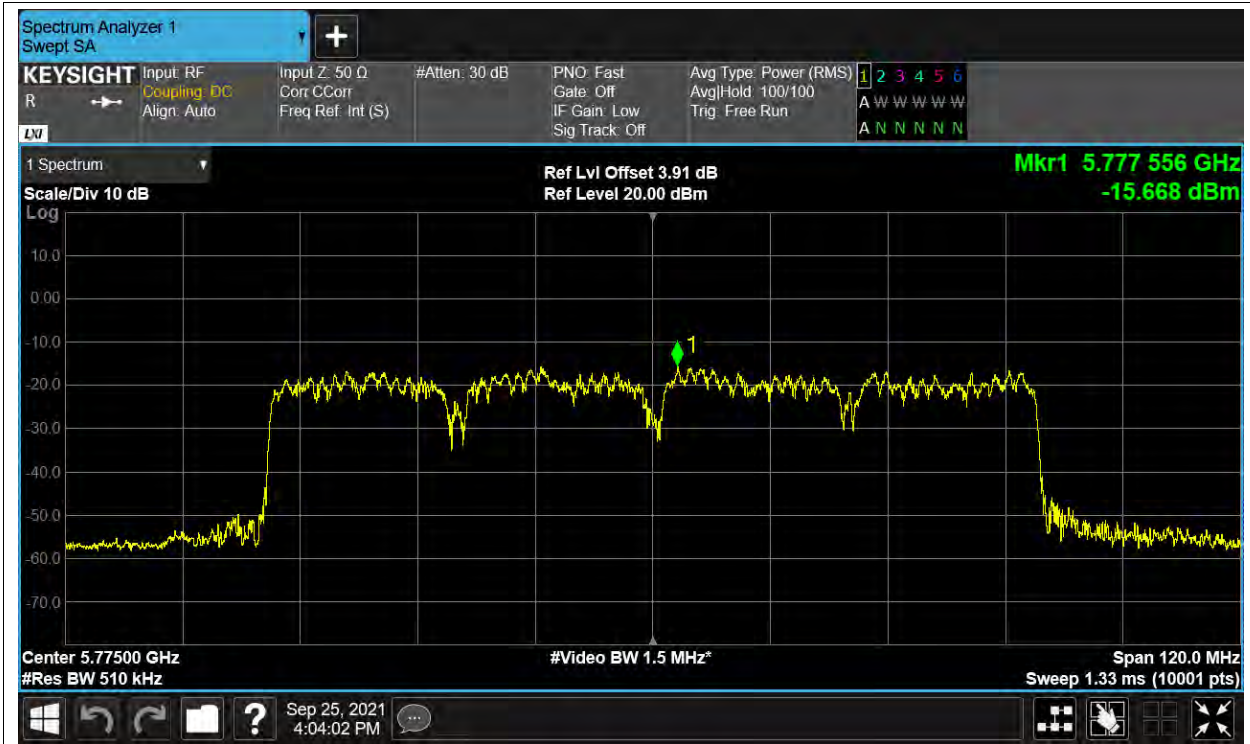 Spectrum Analyzer 1
Swept SA
+
KEYSIGHT
R
LXI
Input: RF
Coupling: DC
Align: Auto
Input Z: 50 Ω
Corr CCorr
Freq Ref: Int (S)
#Atten: 30 dB
PNO: Fast
Gate: Off
IF Gain: Low
Sig Track: Off
Avg Type: Power (RMS)
Avg|Hold: 100/100
Trig: Free Run
1 2 3 4 5 6
A W W W W W
A N N N N N
1 Spectrum
Scale/Div 10 dB
Log
Ref Lvl Offset 3.91 dB
Ref Level 20.00 dBm
Mkr1 5.777 556 GHz
-15.668 dBm
10.0
0.00
-10.0
1
-20.0
-30.0
-40.0
-50.0
-60.0
-70.0
Center 5.77500 GHz
#Video BW 1.5 MHz*
Span 120.0 MHz
#Res BW 510 kHz
Sweep 1.33 ms (10001 pts)
?
Sep 25, 2021
4:04:02 PM